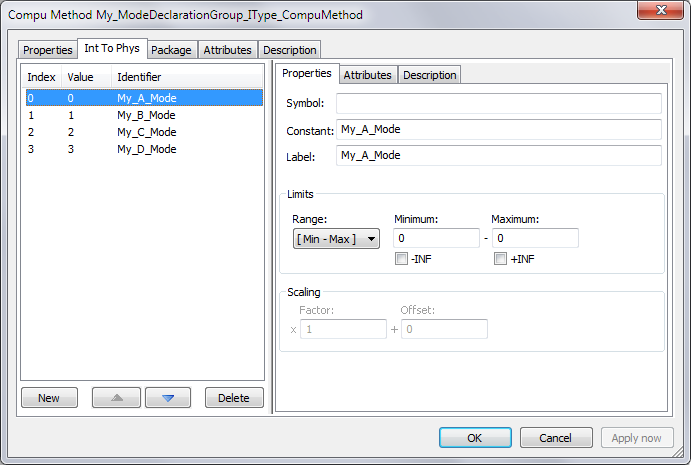 Compu Method My_ModeDeclarationGroup_IType_CompuMethod
Properties Int To Phys Package Attributes Description
Index Value Identifier
0 0 My_A_Mode
1 1 My_B_Mode
2 2 My_C_Mode
3 3 My_D_Mode
New Delete
Properties Attributes Description
Symbol:
Constant: My_A_Mode
Label: My_A_Mode
Limits
Range: Minimum: Maximum:
[ Min - Max ] 0 - 0
-INF +INF
Scaling
Factor: Offset:
x 1 + 0
OK Cancel Apply now